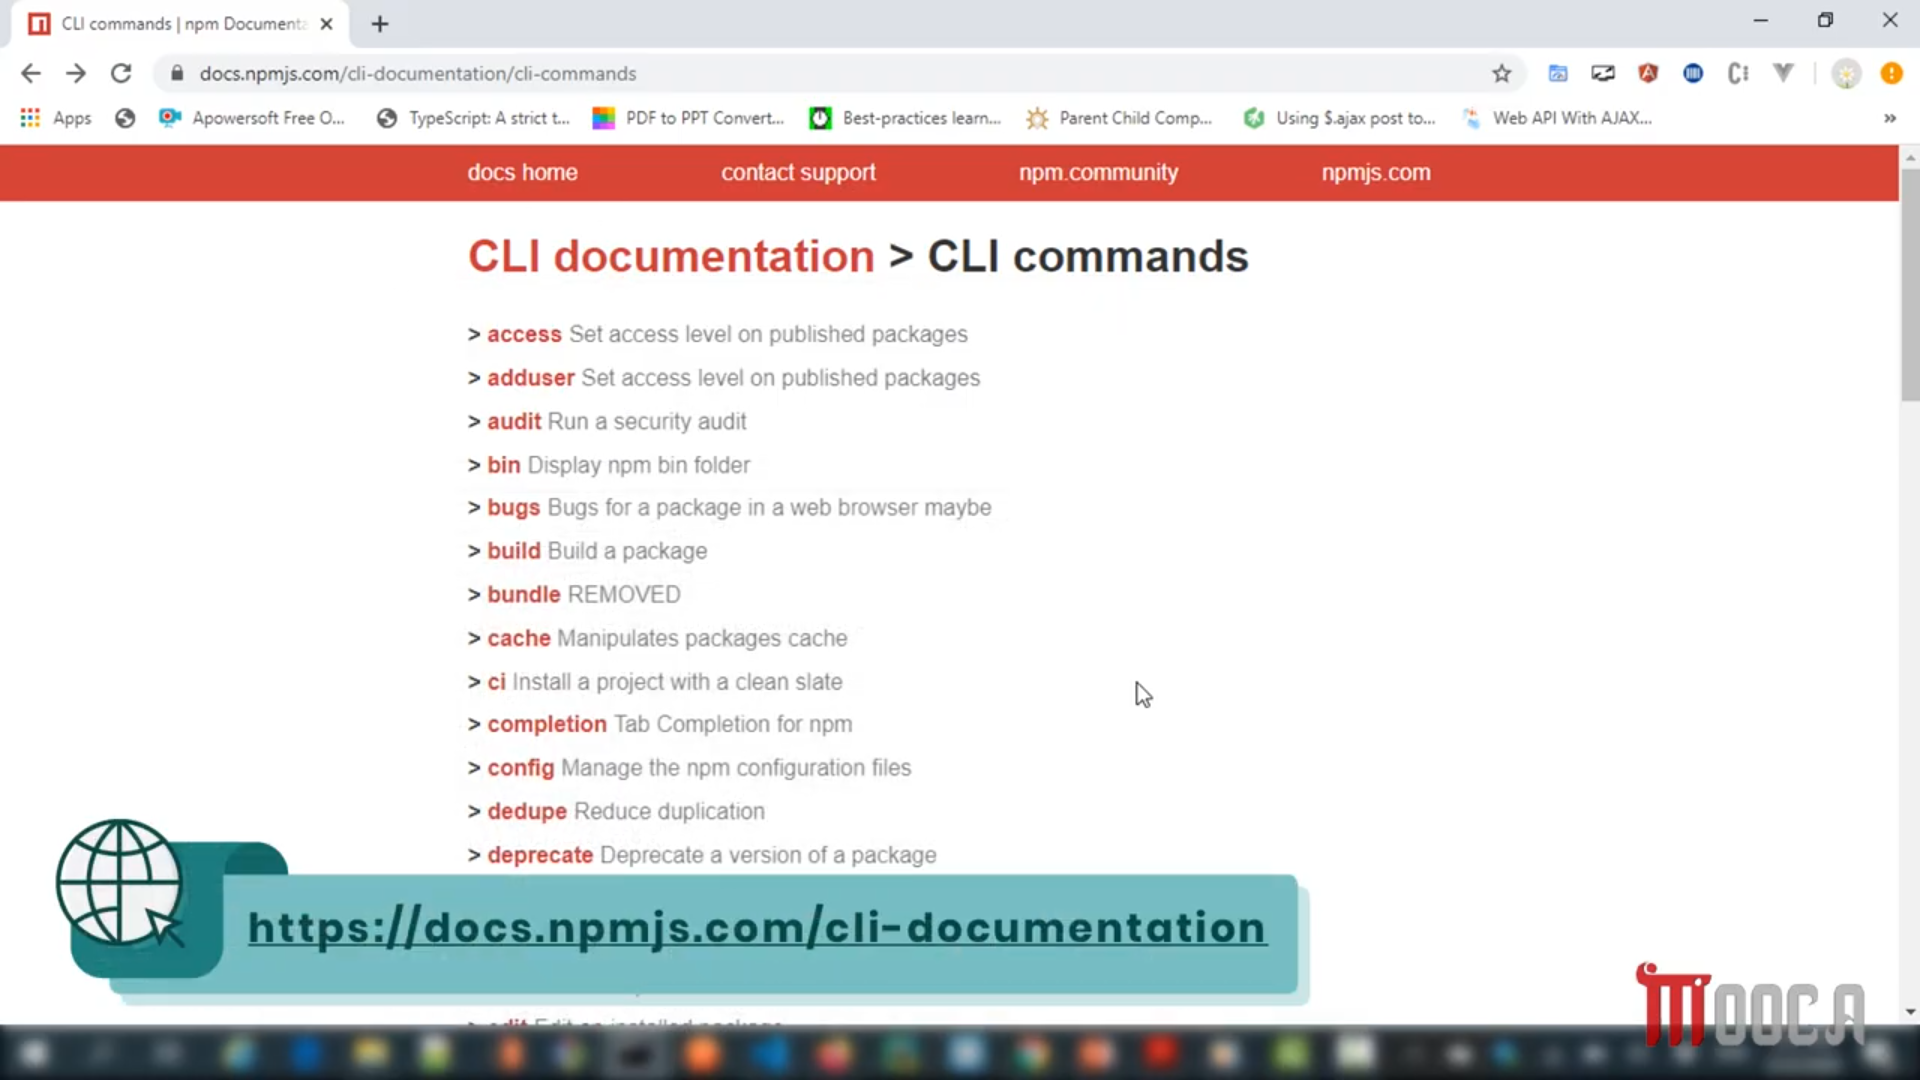 CLI commands | npm Documenta
docs.npmjs.com/cli-documentation/cli-commands
Apps Apowersoft Free O... TypeScript: A strict t... PDF to PPT Convert... Best-practices learn... Parent Child Comp... Using $.ajax post to... Web API With AJAX... »
docs home contact support npm.community npmjs.com
CLI documentation > CLI commands
> access Set access level on published packages
> adduser Set access level on published packages
> audit Run a security audit
> bin Display npm bin folder
> bugs Bugs for a package in a web browser maybe
> build Build a package
> bundle REMOVED
> cache Manipulates packages cache
> ci Install a project with a clean slate
> completion Tab Completion for npm
> config Manage the npm configuration files
> dedupe Reduce duplication
> deprecate Deprecate a version of a package
https://docs.npmjs.com/cli-documentation
MOOCA